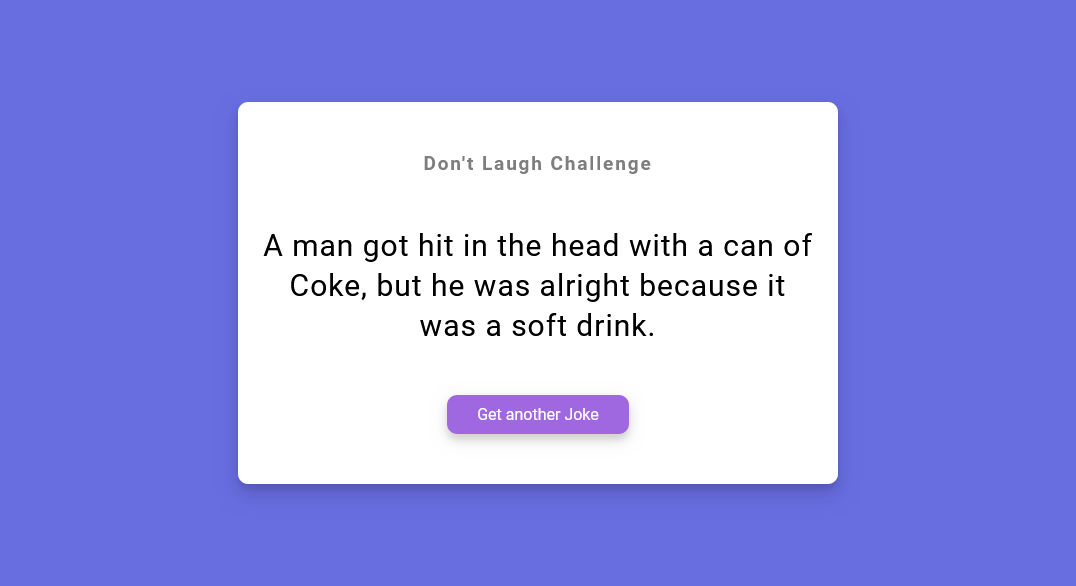 Don't Laugh Challenge
A man got hit in the head with a can of
Coke, but he was alright because it
was a soft drink.
Get another Joke